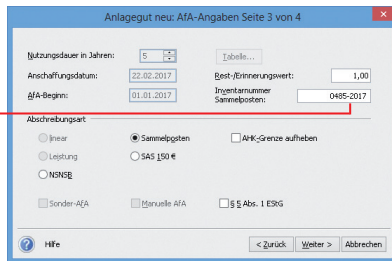 Anlagegut neu: AfA-Angaben Seite 3 von 4
Nutzungsdauer in Jahren: 5 Tabelle...
Anschaffungsdatum: 22.02.2017 Rest-/Erinnerungswert: 1,00
AfA-Beginn: 01.01.2017 Inventarnummer Sammelposten: 0485-2017
Abschreibungsart
linear Sammelposten AHK-Grenze aufheben
Leistung SAS 150 €
NSNSB
Sonder-AfA Manuelle AfA § 5 Abs. 1 EStG
Hilfe < Zurück Weiter > Abbrechen